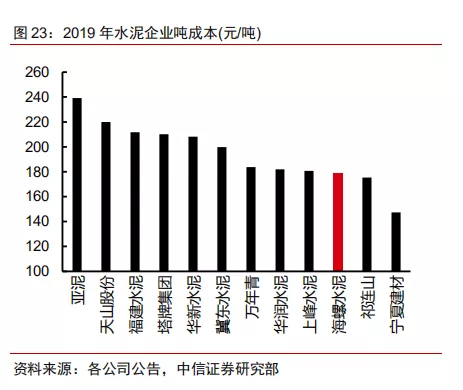 图 23：2019 年水泥企业吨成本(元/吨)
260
240
220
200
180
160
140
120
100
亚泥
天山股份
福建水泥
塔牌集团
华新水泥
冀东水泥
万年青
华润水泥
上峰水泥
海螺水泥
祁连山
宁夏建材
资料来源：各公司公告，中信证券研究部